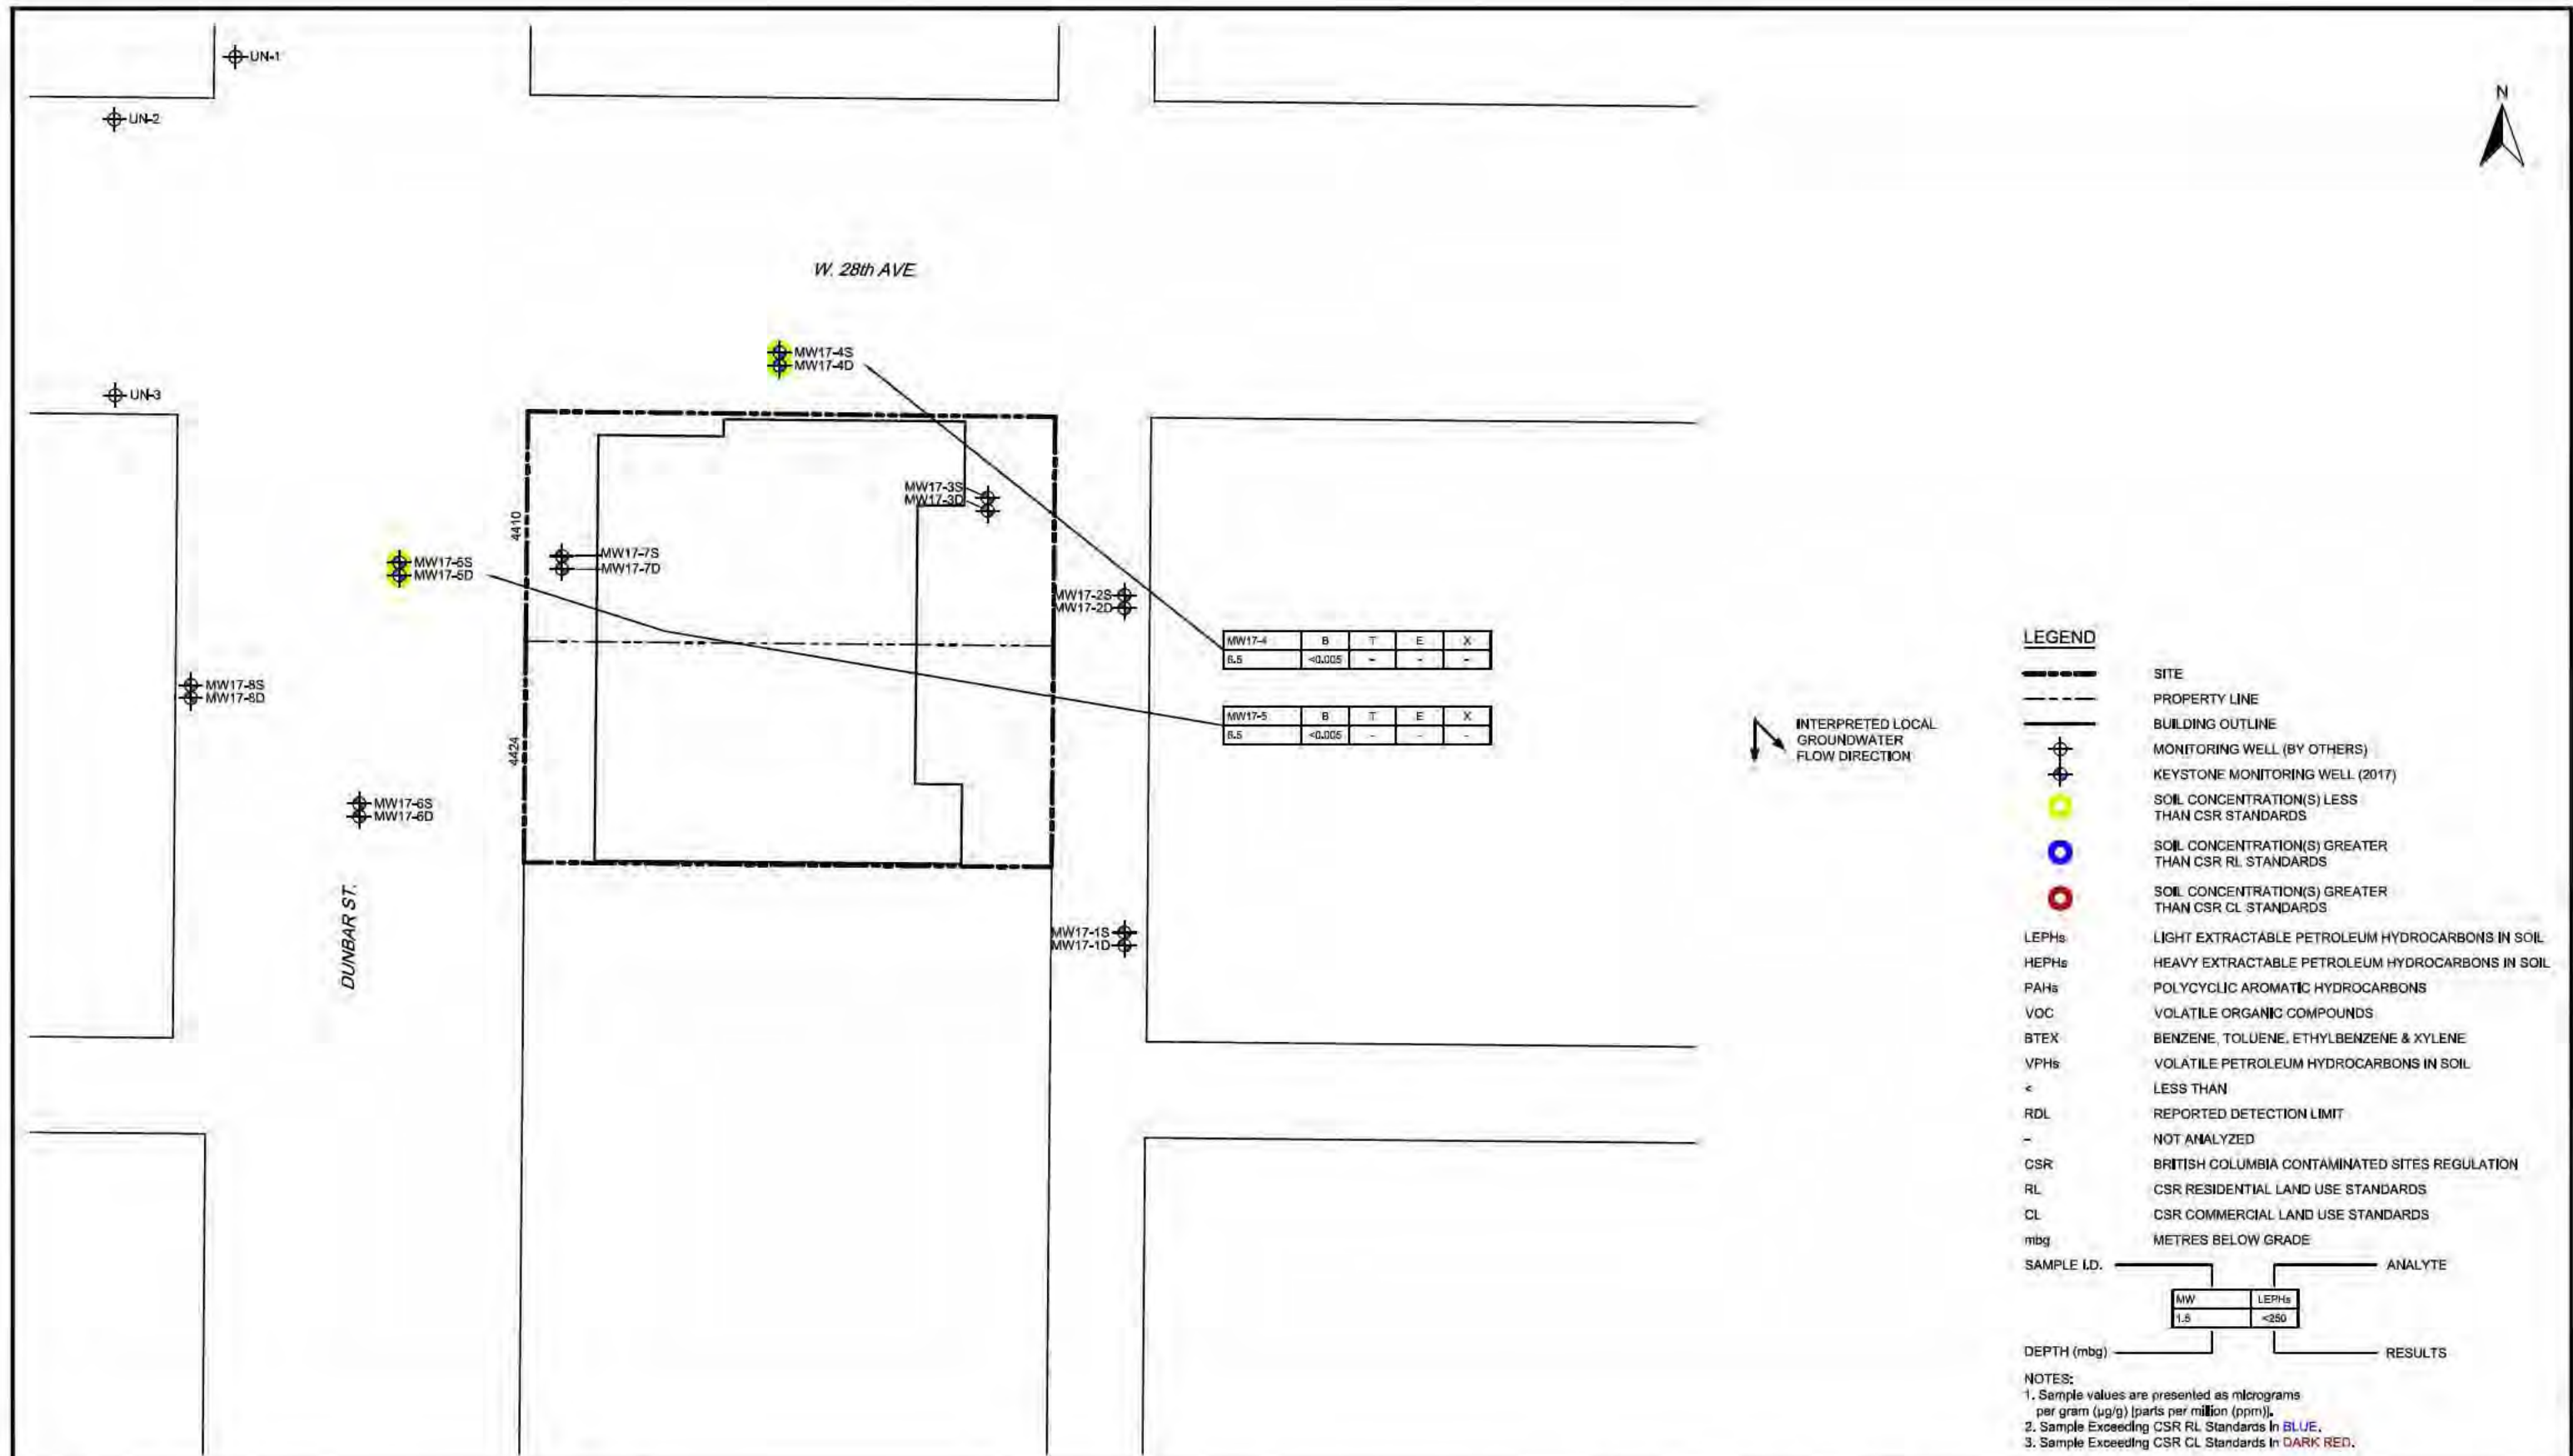 UN-1
UN-2
N
W. 28th AVE.
MW17-4S
MW17-4D
UN-3
MW17-3S
MW17-3D
4410
MW17-5S
MW17-5D
MW17-7S
MW17-7D
MW17-2S
MW17-2D
MW17-4 B T E X
6.5 <0.005 - - -
MW17-8S
MW17-8D
MW17-5 B T E X
6.5 <0.005 - - -
INTERPRETED LOCAL
GROUNDWATER
FLOW DIRECTION
4424
MW17-6S
MW17-6D
DUNBAR ST.
MW17-1S
MW17-1D
LEGEND
SITE
PROPERTY LINE
BUILDING OUTLINE
MONITORING WELL (BY OTHERS)
KEYSTONE MONITORING WELL (2017)
SOIL CONCENTRATION(S) LESS
THAN CSR STANDARDS
SOIL CONCENTRATION(S) GREATER
THAN CSR RL STANDARDS
SOIL CONCENTRATION(S) GREATER
THAN CSR CL STANDARDS
LEPHs LIGHT EXTRACTABLE PETROLEUM HYDROCARBONS IN SOIL
HEPHs HEAVY EXTRACTABLE PETROLEUM HYDROCARBONS IN SOIL
PAHs POLYCYCLIC AROMATIC HYDROCARBONS
VOC VOLATILE ORGANIC COMPOUNDS
BTEX BENZENE, TOLUENE, ETHYLBENZENE & XYLENE
VPHs VOLATILE PETROLEUM HYDROCARBONS IN SOIL
< LESS THAN
RDL REPORTED DETECTION LIMIT
- NOT ANALYZED
CSR BRITISH COLUMBIA CONTAMINATED SITES REGULATION
RL CSR RESIDENTIAL LAND USE STANDARDS
CL CSR COMMERCIAL LAND USE STANDARDS
mbg METRES BELOW GRADE
SAMPLE I.D. ANALYTE
MW LEPHs
1.5 <250
DEPTH (mbg) RESULTS
NOTES:
1. Sample values are presented as micrograms
per gram (µg/g) [parts per million (ppm)].
2. Sample Exceeding CSR RL Standards in BLUE.
3. Sample Exceeding CSR CL Standards in DARK RED.